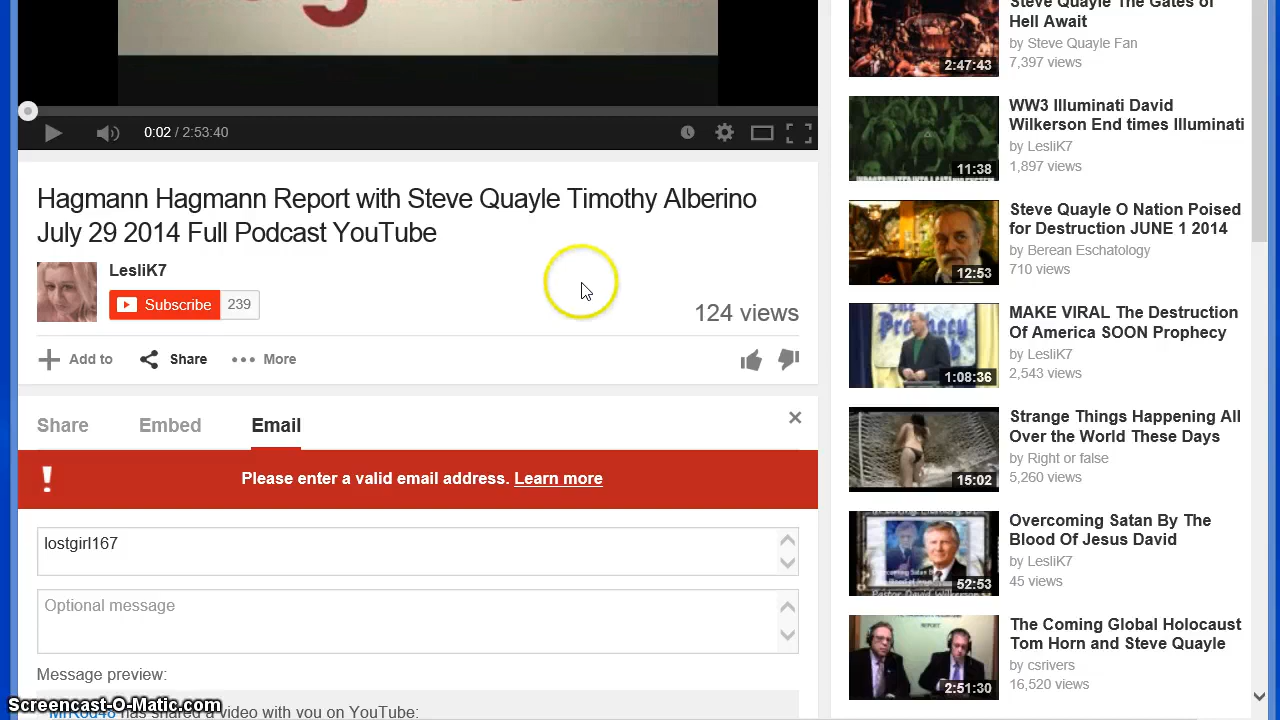 0:02 / 2:53:40
Hagmann Hagmann Report with Steve Quayle Timothy Alberino
July 29 2014 Full Podcast YouTube
LesliK7
Subscribe 239
124 views
Add to Share More
Share Embed Email
Please enter a valid email address. Learn more
lostgirl167
Optional message
Message preview:
has shared a video with you on YouTube:
Screencast-O-Matic.com
Steve Quayle The Gates of
Hell Await
by Steve Quayle Fan
7,397 views
2:47:43
WW3 Illuminati David
Wilkerson End times Illuminati
by LesliK7
1,897 views
11:38
Steve Quayle O Nation Poised
for Destruction JUNE 1 2014
by Berean Eschatology
710 views
12:53
MAKE VIRAL The Destruction
Of America SOON Prophecy
by LesliK7
2,543 views
1:08:36
Strange Things Happening All
Over the World These Days
by Right or false
5,260 views
15:02
Overcoming Satan By The
Blood Of Jesus David
by LesliK7
45 views
52:53
The Coming Global Holocaust
Tom Horn and Steve Quayle
by csrivers
16,520 views
2:51:30